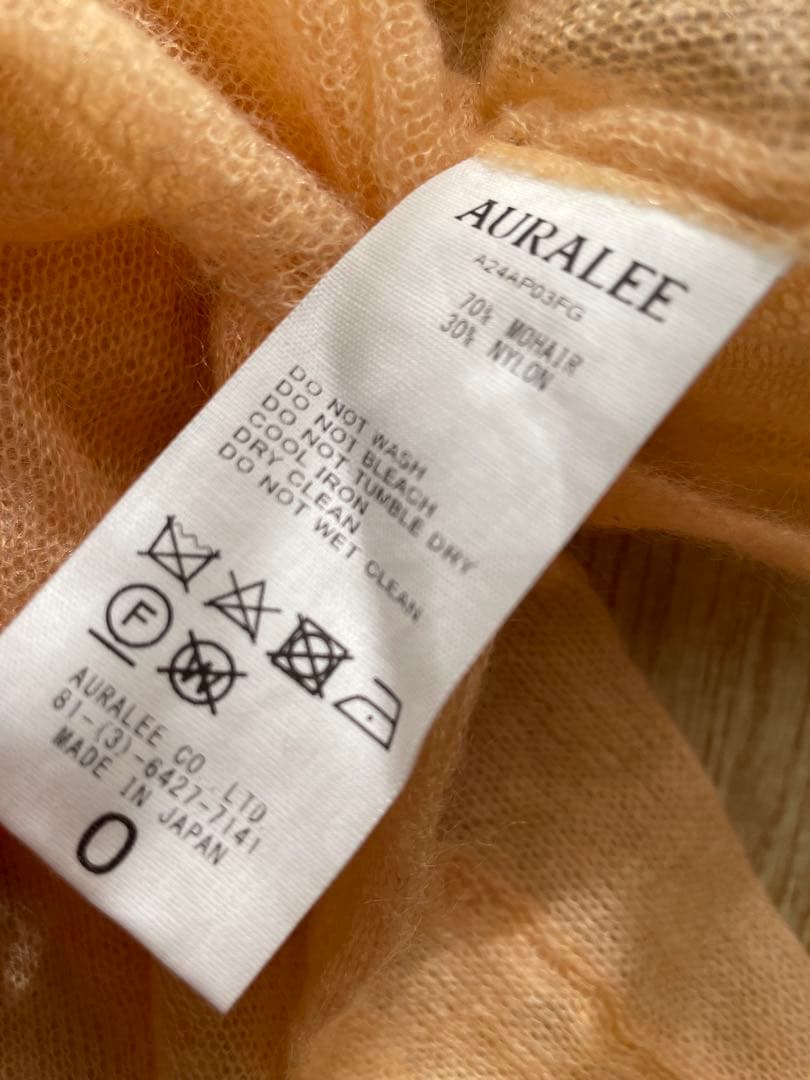 AURALEE
A24AP03FG
70% MOHAIR
30% NYLON
DO NOT WASH
DO NOT BLEACH
DO NOT TUMBLE DRY
COOL IRON
DRY CLEAN
DO NOT WET CLEAN
F
W
AURALEE CO.,LTD.
81-(3)-6427-7141
MADE IN JAPAN
0